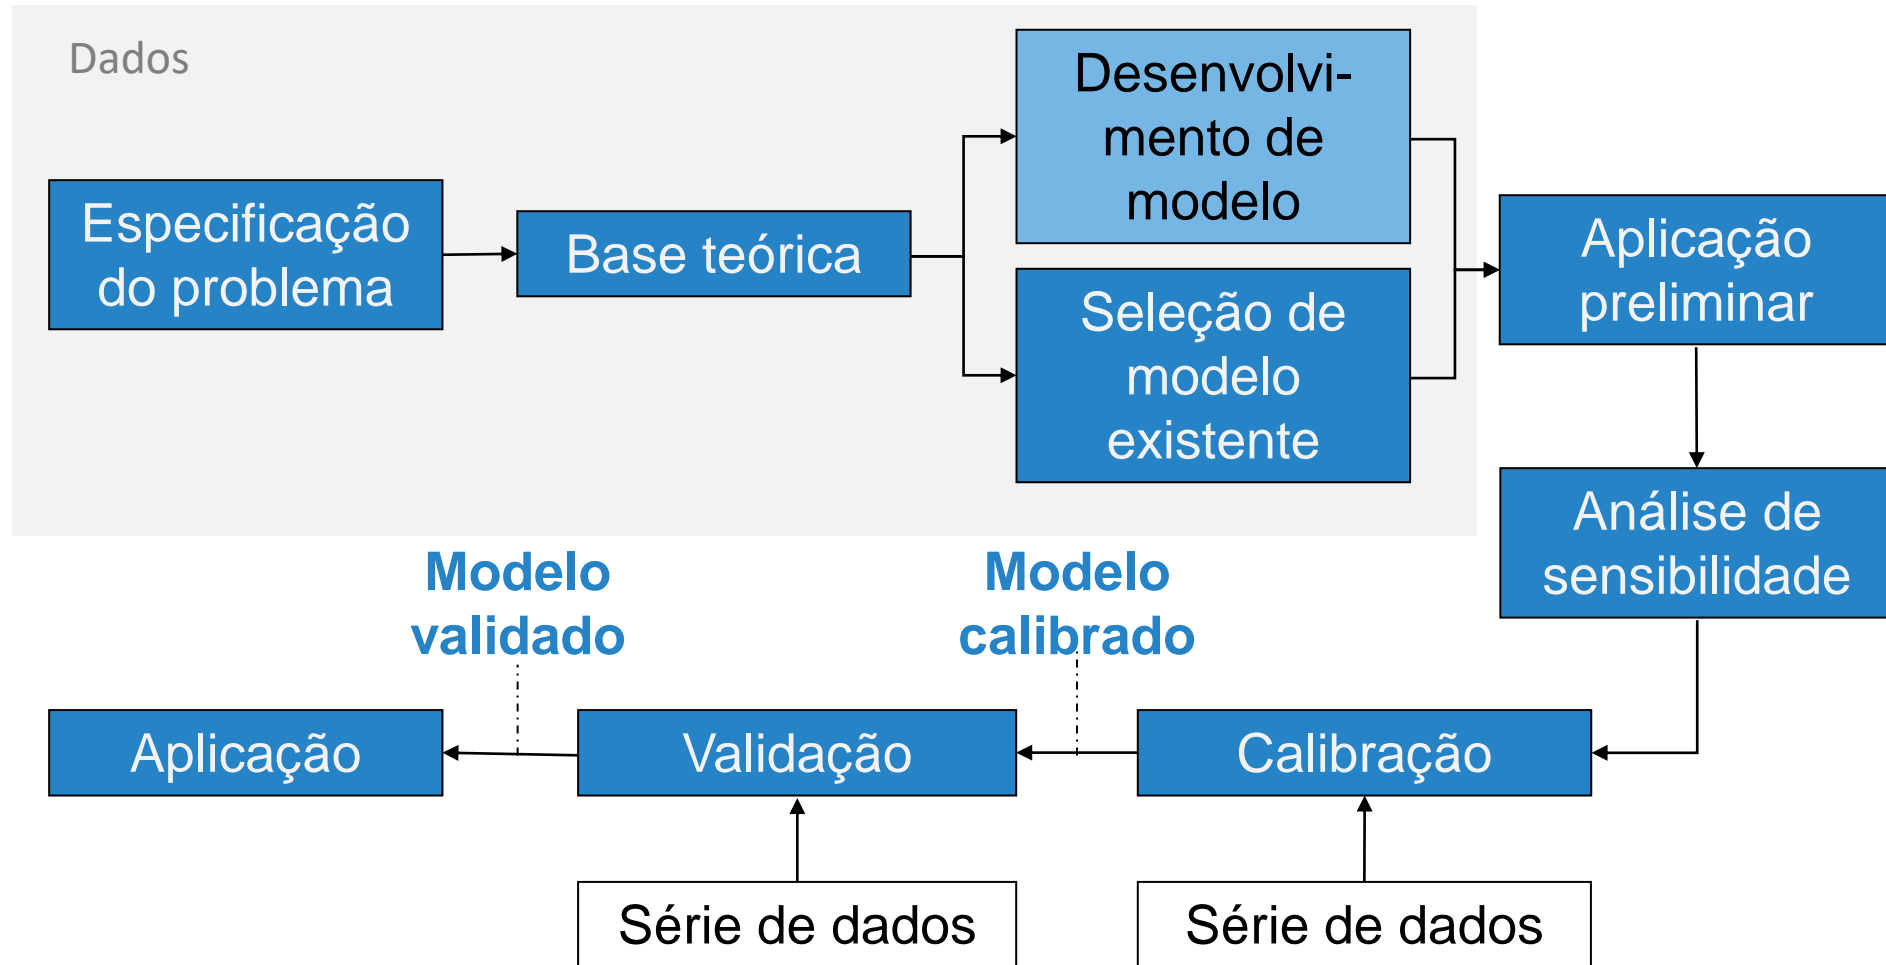 Dados
Especificação
do problema
Base teórica
Desenvolvi-
mento de
modelo
Seleção de
modelo
existente
Aplicação
preliminar
Análise de
sensibilidade
Modelo
validado
Modelo
calibrado
Aplicação
Validação
Calibração
Série de dados
Série de dados